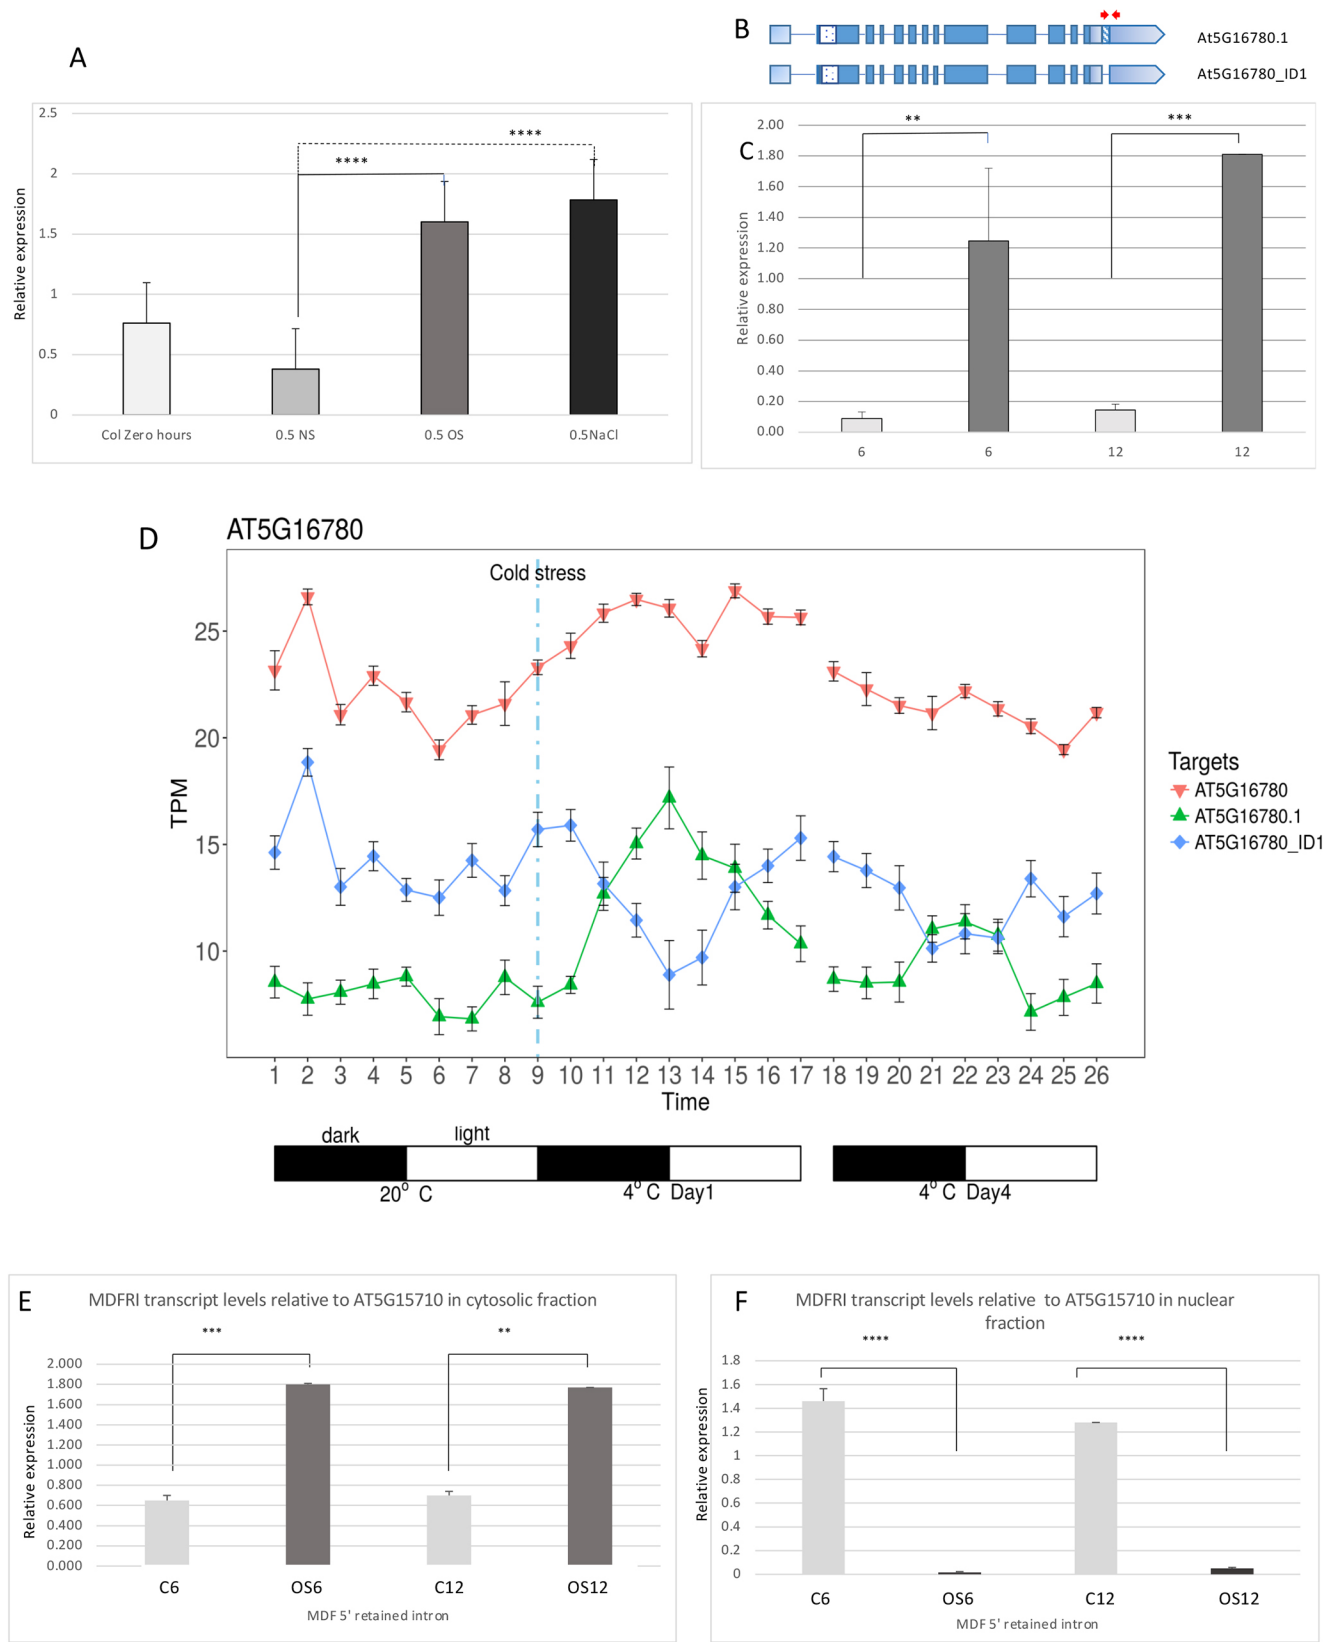 A
2.5
2
1.5
1
0.5
0
Relative expression
****
****
Col Zero hours
0.5 NS
0.5 OS
0.5NaCl
B
At5G16780.1
At5G16780_ID1
C
2.00
1.80
1.60
1.40
1.20
1.00
0.80
0.60
0.40
0.20
0.00
Relative expression
**
***
6
6
12
12
D
AT5G16780
Cold stress
25
20
15
10
TPM
1 2 3 4 5 6 7 8 9 10 11 12 13 14 15 16 17 18 19 20 21 22 23 24 25 26
Time
Targets
AT5G16780
AT5G16780.1
AT5G16780_ID1
dark
light
20° C
4° C Day1
4° C Day4
E
MDFRI transcript levels relative to AT5G15710 in cytosolic fraction
***
**
2.000
1.800
1.600
1.400
1.200
1.000
0.800
0.600
0.400
0.200
0.000
Relative expression
C6
OS6
C12
OS12
MDF 5' retained intron
F
MDFRI transcript levels relative to AT5G15710 in nuclear
fraction
****
****
1.8
1.6
1.4
1.2
1
0.8
0.6
0.4
0.2
0
Relative expression
C6
OS6
C12
OS12
MDF 5' retained intron